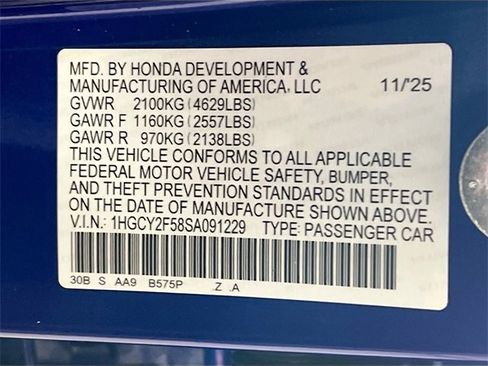 MFD. BY HONDA DEVELOPMENT &
MANUFACTURING OF AMERICA, LLC 11/'25
GVWR 2100KG (4629LBS)
GAWR F 1160KG (2557LBS)
GAWR R 970KG (2138LBS)
THIS VEHICLE CONFORMS TO ALL APPLICABLE
FEDERAL MOTOR VEHICLE SAFETY, BUMPER,
AND THEFT PREVENTION STANDARDS IN EFFECT
ON THE DATE OF MANUFACTURE SHOWN ABOVE.
V.I.N.: 1HGCY2F58SA091229 TYPE: PASSENGER CAR
30B S AA9 B575P .Z .A